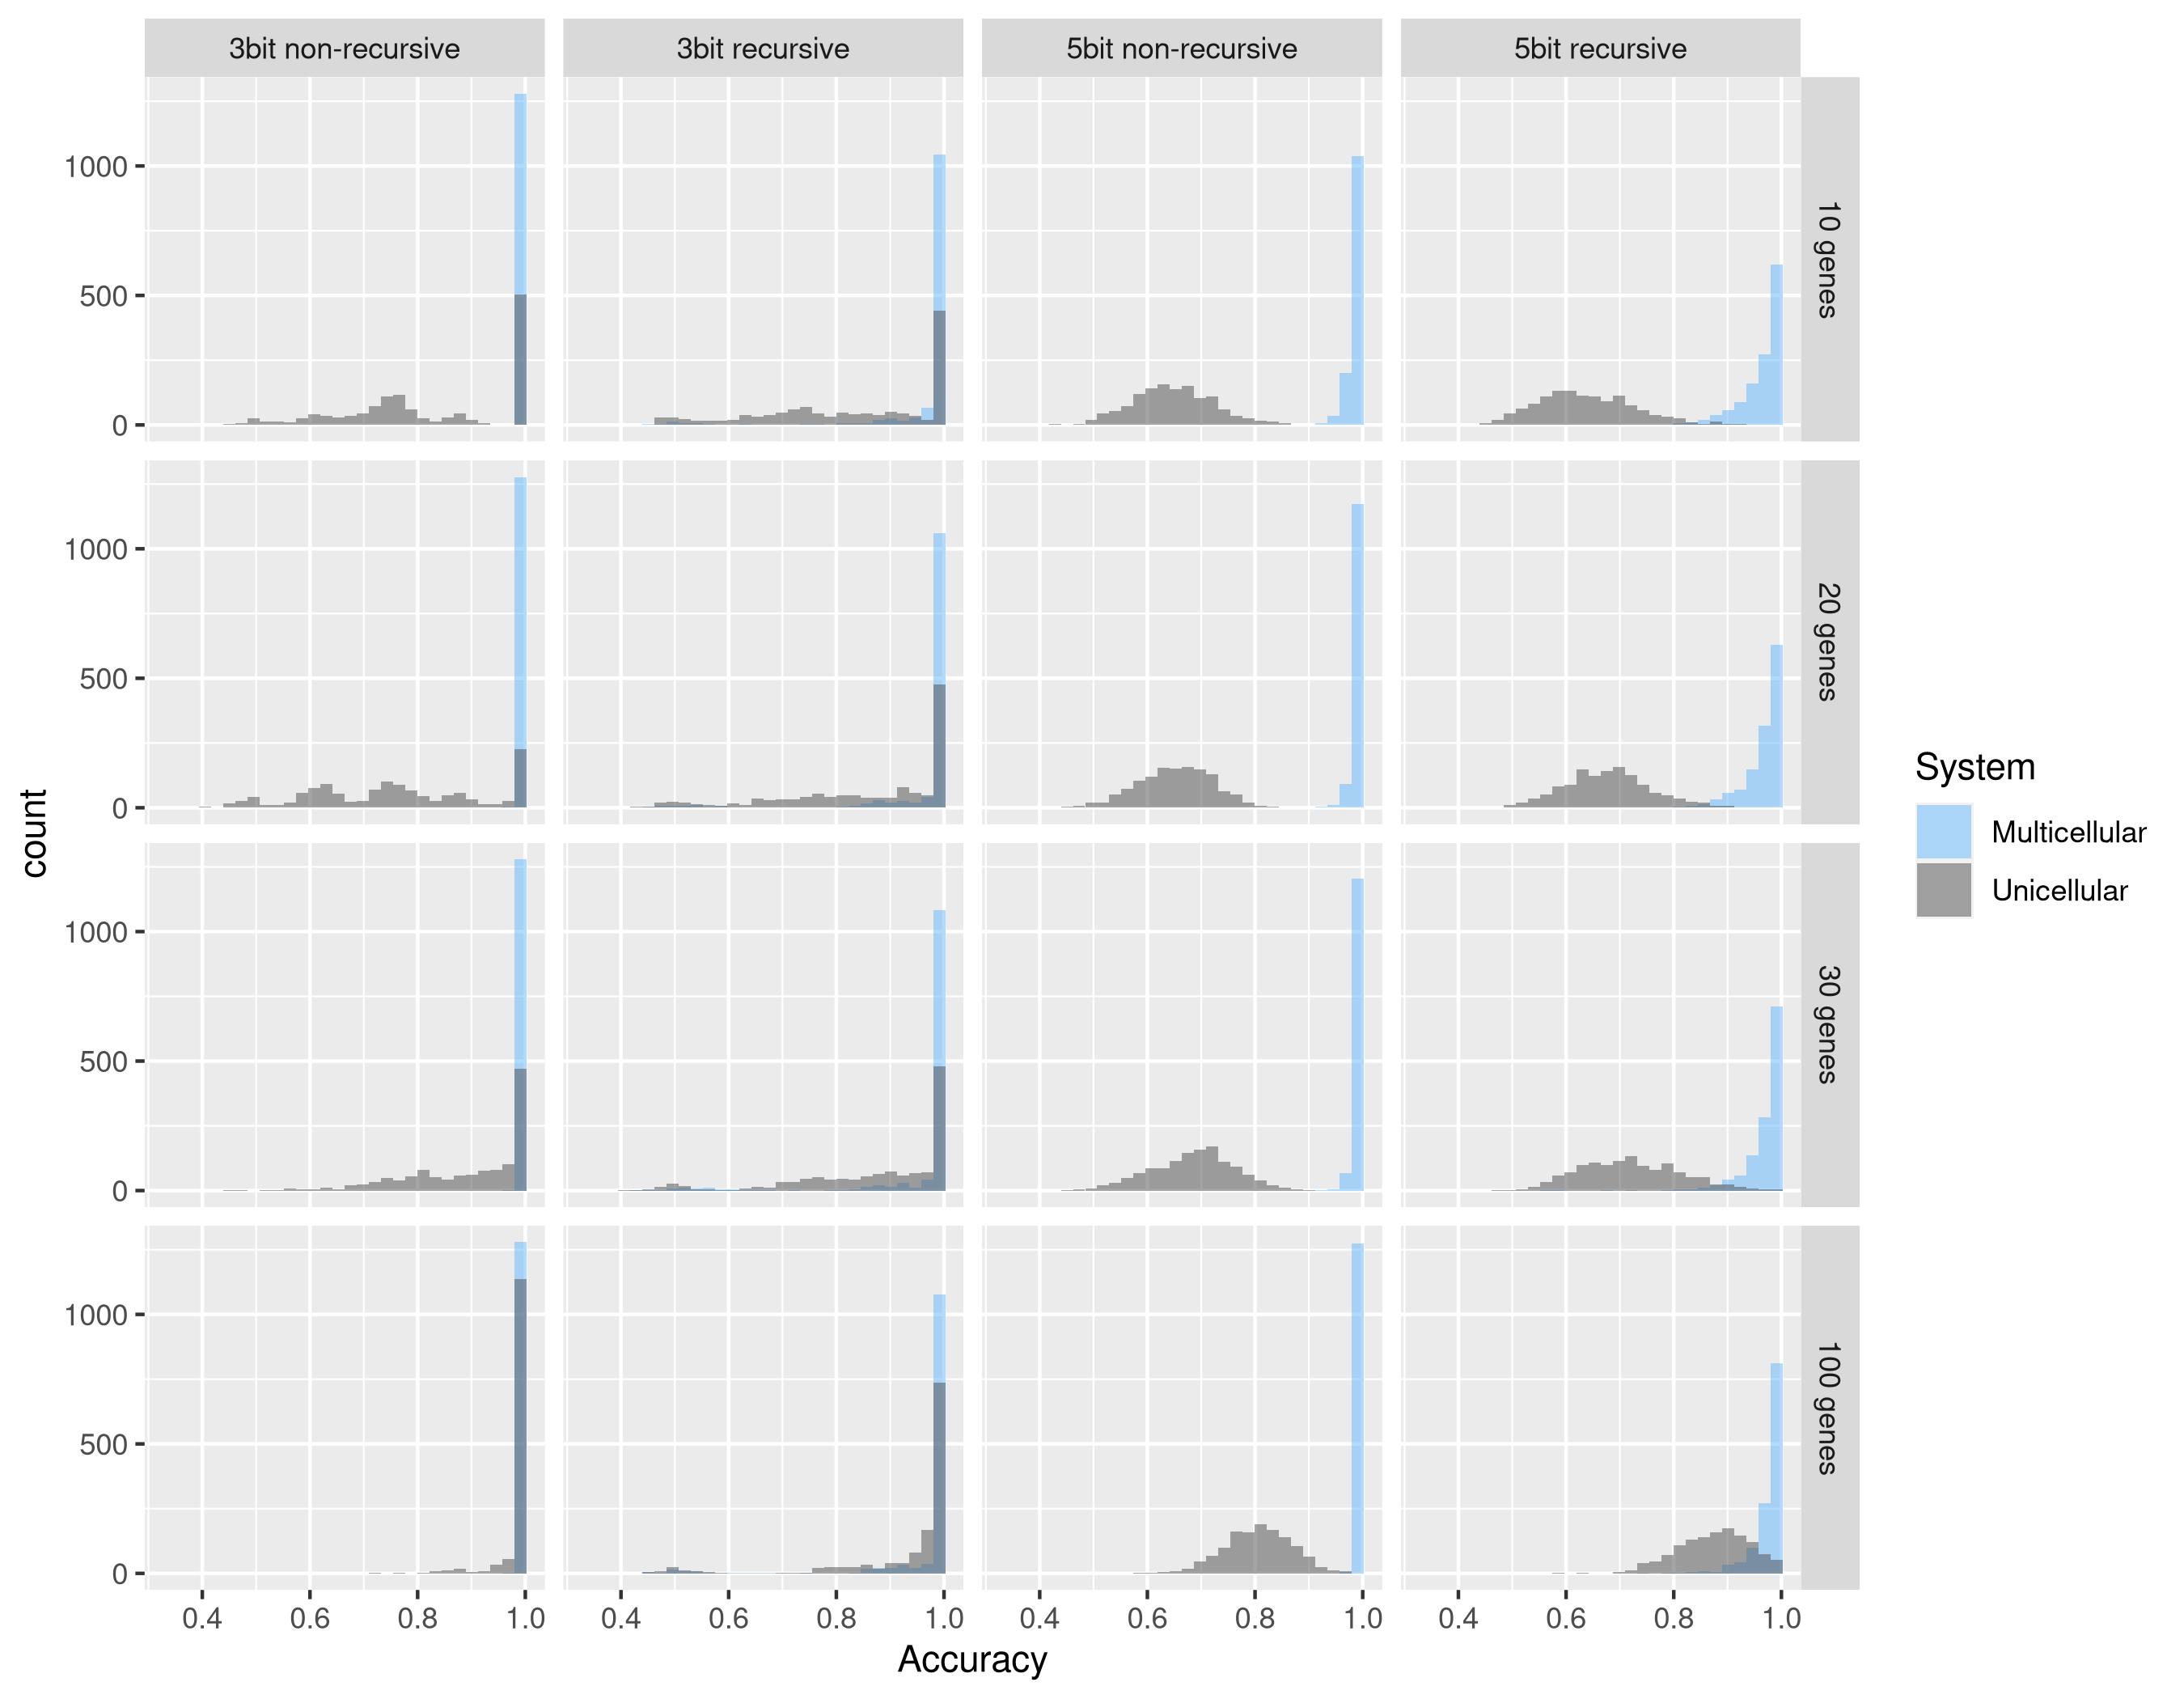 3bit non-recursive
3bit recursive
5bit non-recursive
5bit recursive
1000
500
0
10 genes
1000
500
0
20 genes
1000
500
0
30 genes
1000
500
0
100 genes
0.4 0.6 0.8 1.0
0.4 0.6 0.8 1.0
0.4 0.6 0.8 1.0
0.4 0.6 0.8 1.0
Accuracy
count
System
Multicellular
Unicellular